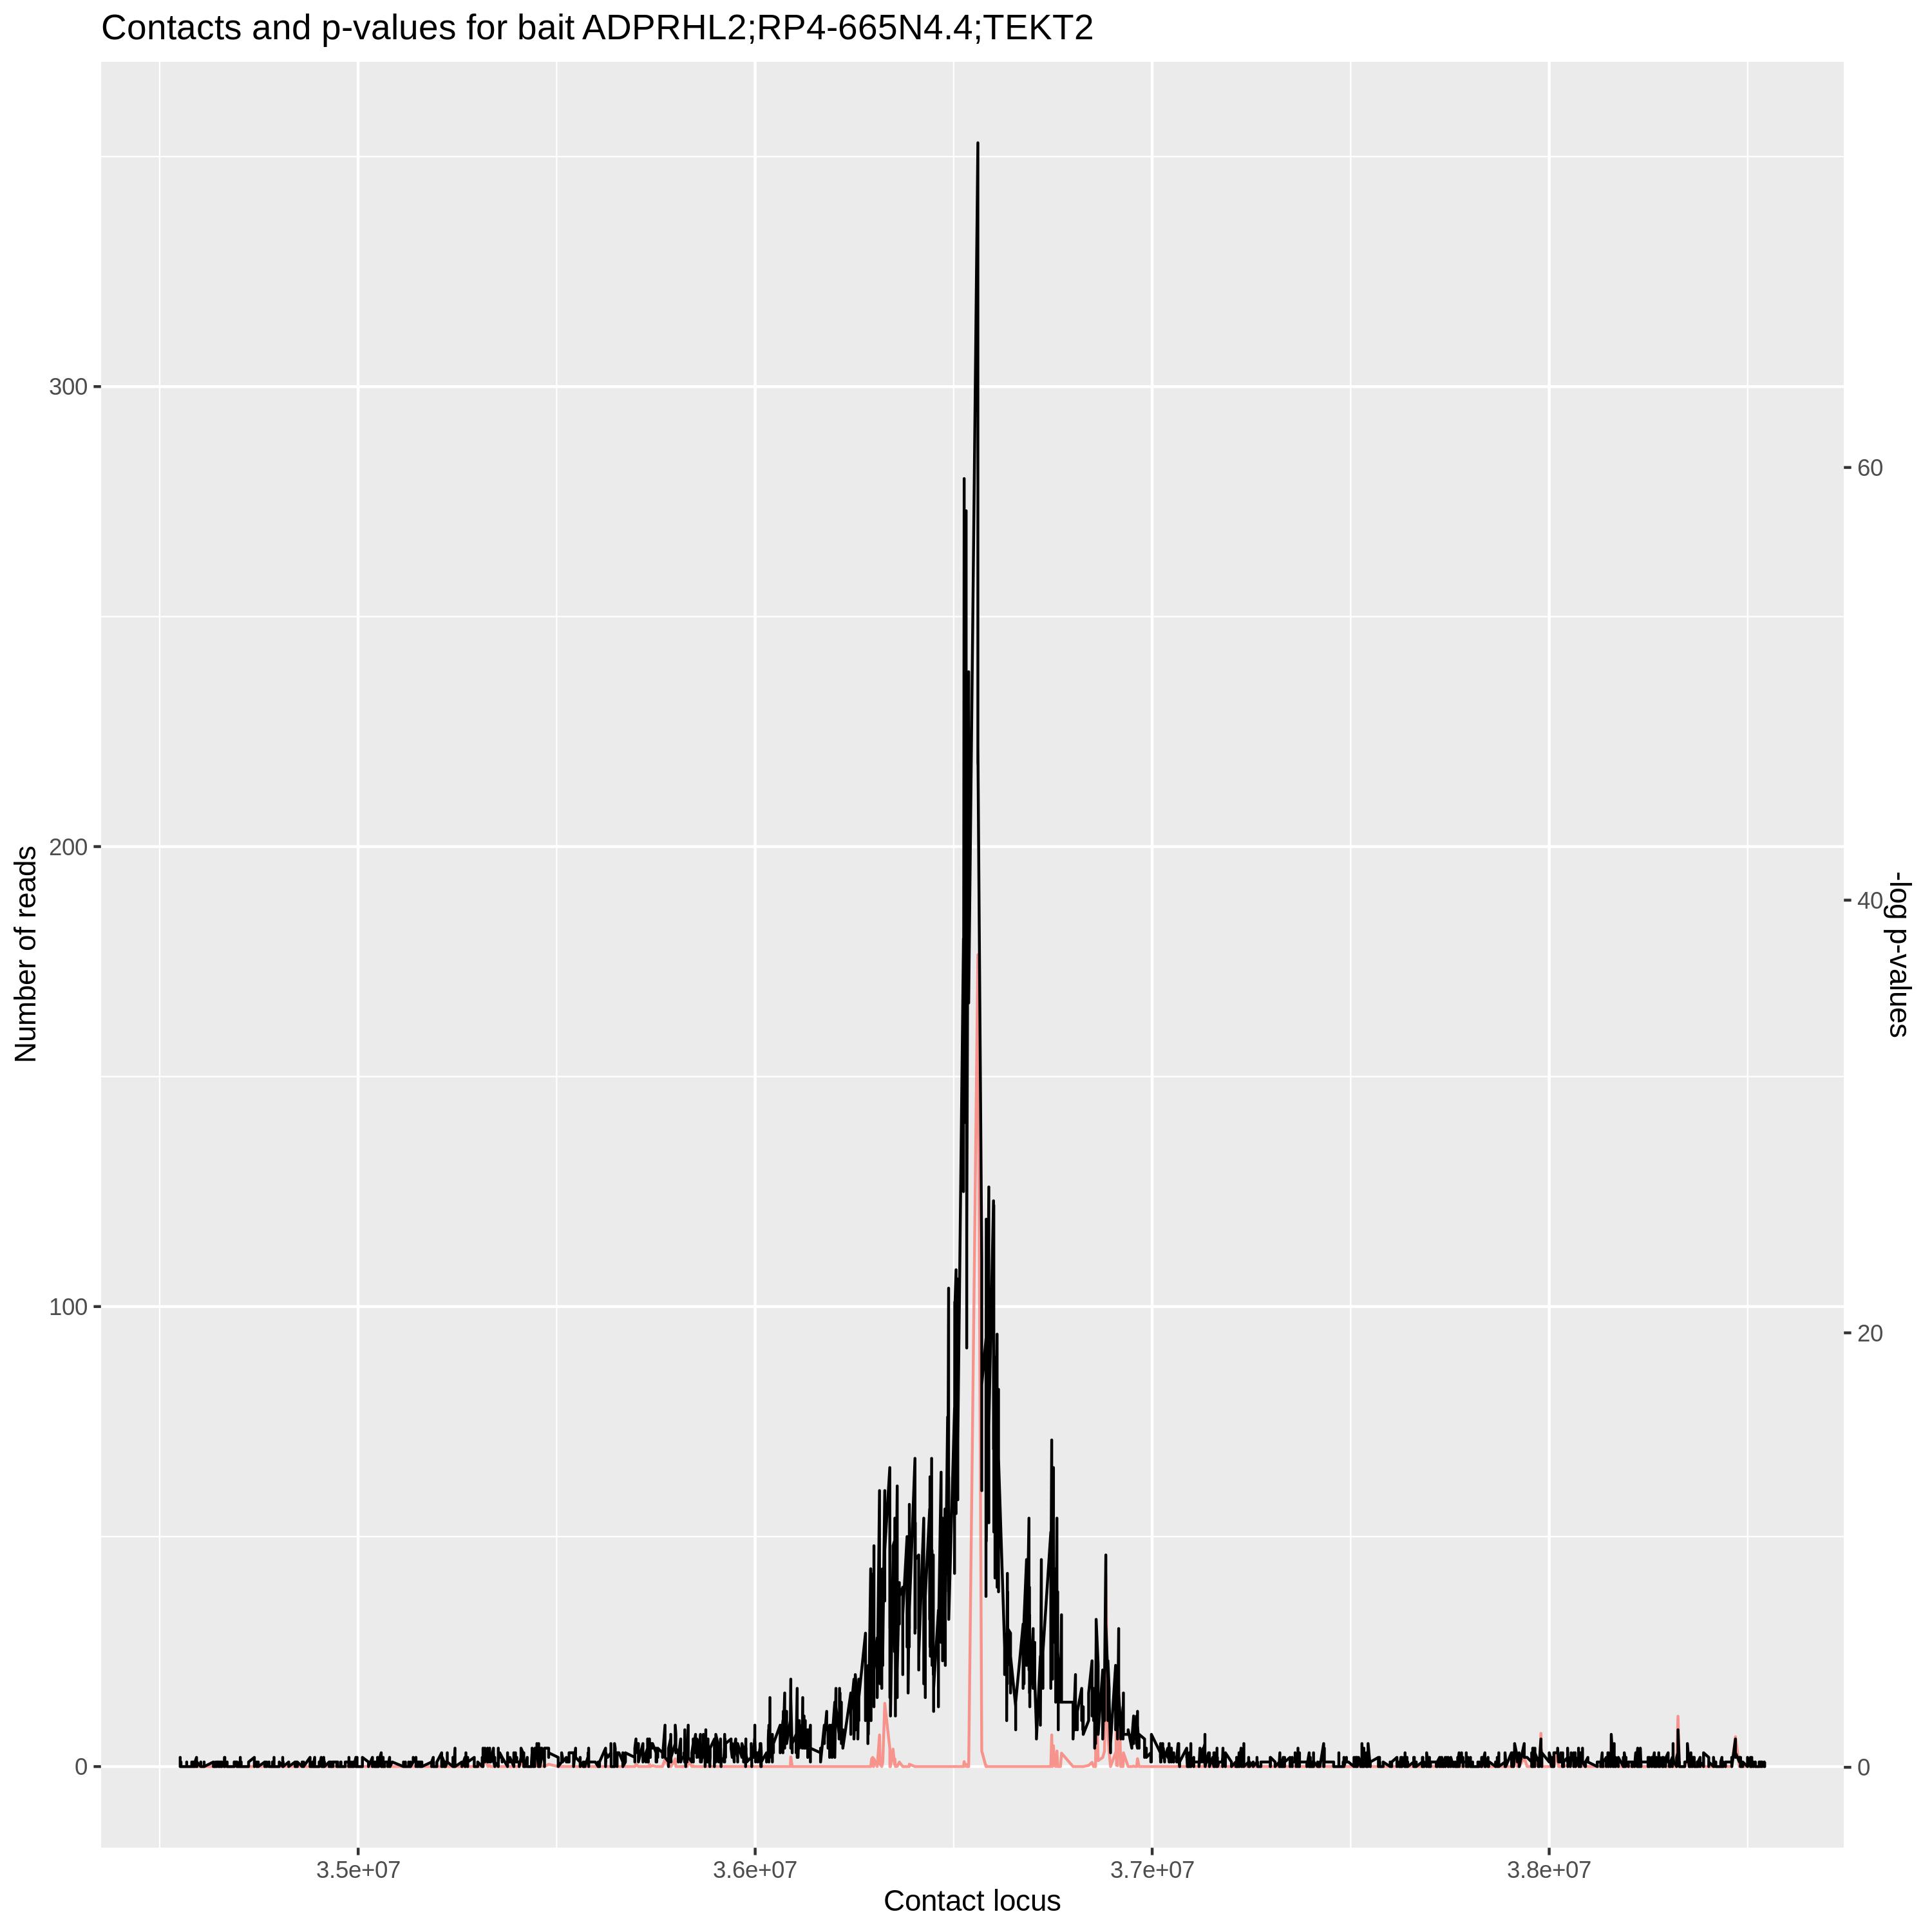 Contacts and p-values for bait ADPRHL2;RP4-665N4.4;TEKT2
300
200
100
0
Number of reads
60
40
20
0
-log p-values
3.5e+07
3.6e+07
3.7e+07
3.8e+07
Contact locus